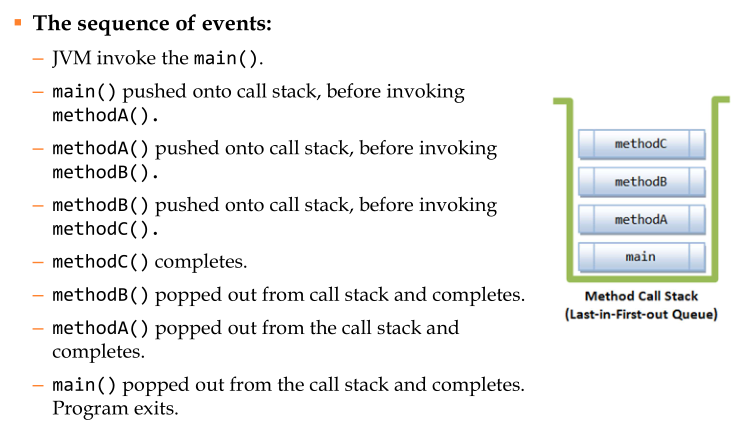 ▪ The sequence of events:
– JVM invoke the main().
– main() pushed onto call stack, before invoking
methodA().
– methodA() pushed onto call stack, before invoking
methodB().
– methodB() pushed onto call stack, before invoking
methodC().
– methodC() completes.
– methodB() popped out from call stack and completes.
– methodA() popped out from the call stack and
completes.
– main() popped out from the call stack and completes.
Program exits.
methodC
methodB
methodA
main
Method Call Stack
(Last-in-First-out Queue)